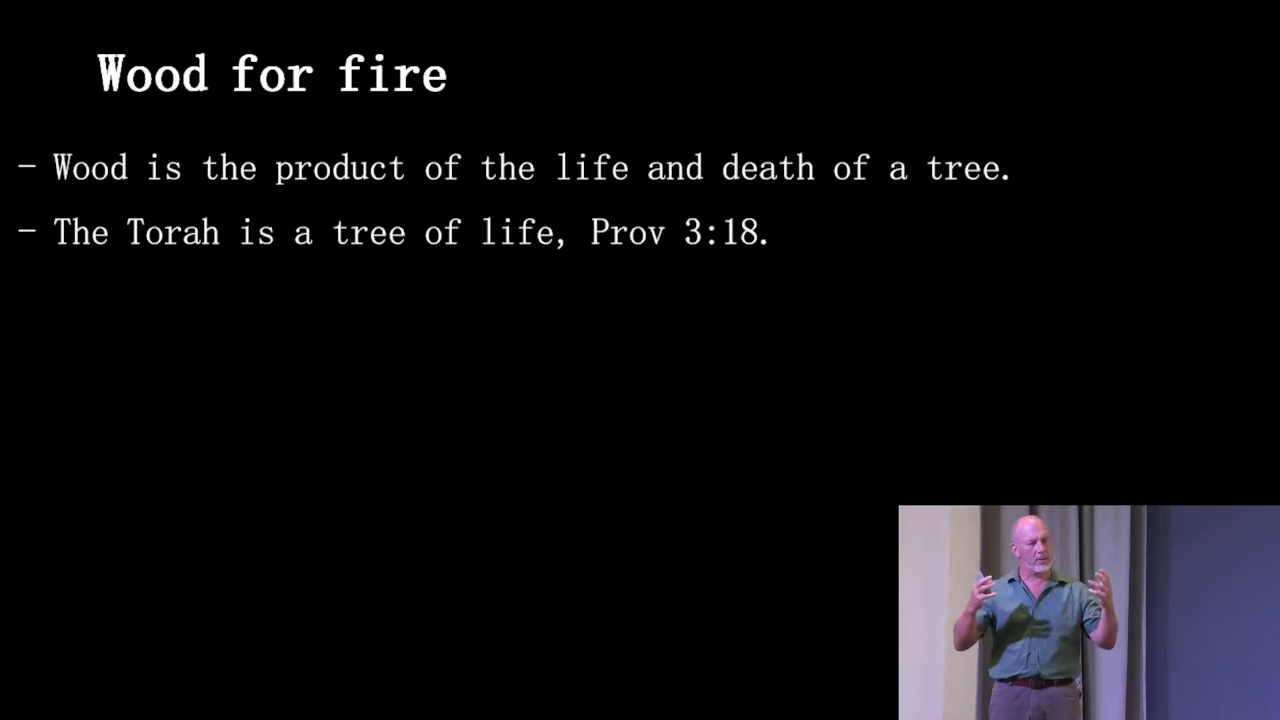 Wood for fire
- Wood is the product of the life and death of a tree.
- The Torah is a tree of life, Prov 3:18.